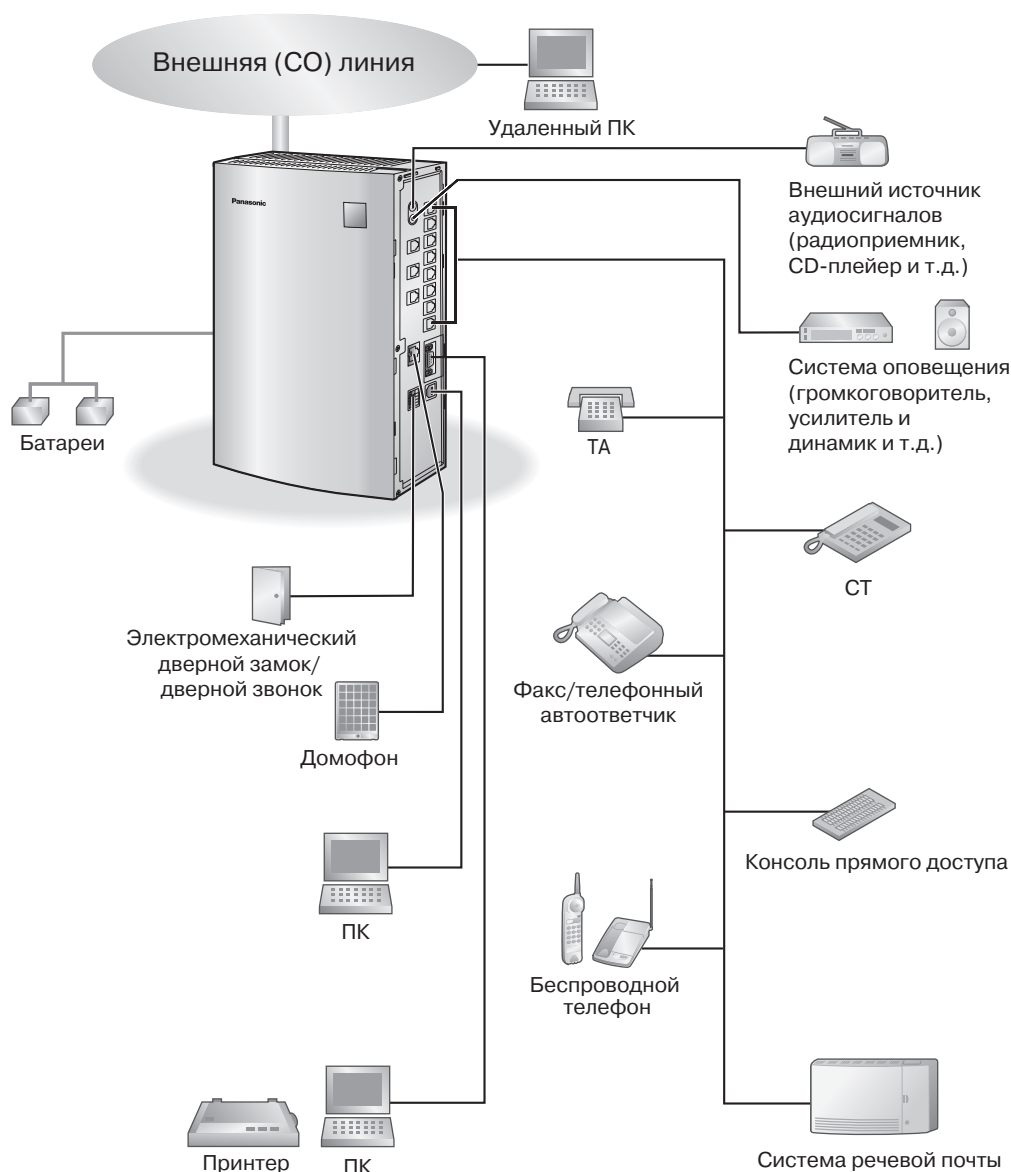 Внешняя (CO) линия
Удаленный ПК
Panasonic
Внешний источник
аудиосигналов
(радиоприемник,
CD-плейер и т.д.)
Система оповещения
(громкоговоритель,
усилитель и
динамик и т.д.)
Батареи
ТА
СТ
Электромеханический
дверной замок/
дверной звонок
Факс/телефонный
автоответчик
Домофон
Консоль прямого доступа
ПК
Беспроводной
телефон
Принтер
ПК
Система речевой почты